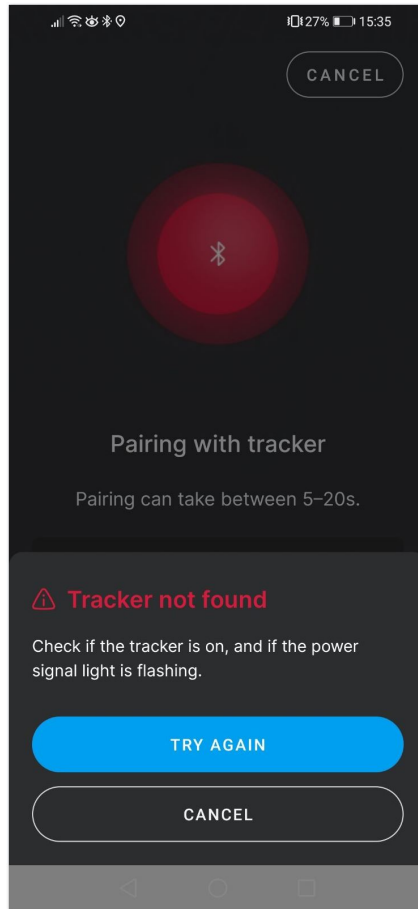 27% 15:35
CANCEL
Pairing with tracker
Pairing can take between 5–20s.
Tracker not found
Check if the tracker is on, and if the power
signal light is flashing.
TRY AGAIN
CANCEL